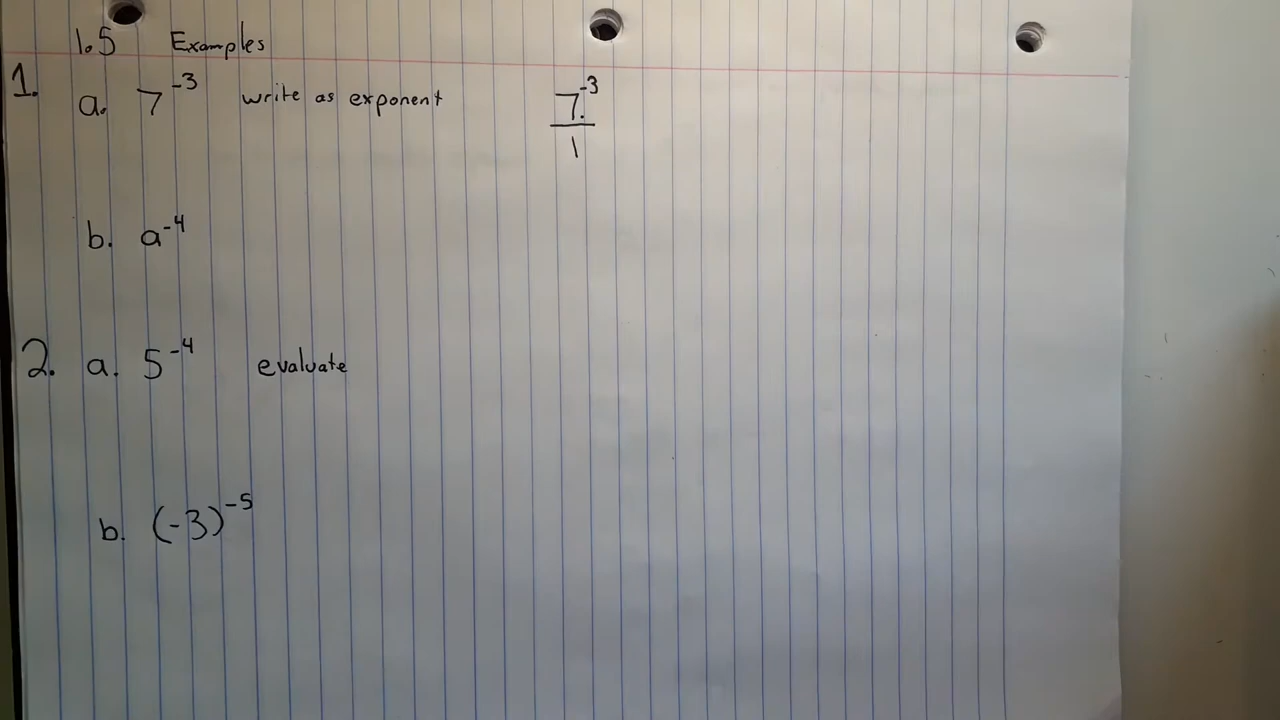 1.5 Examples
1. a. 7^-3 write as exponent 7^-3/1
b. a^-4
2. a. 5^-4 evaluate
b. (-3)^-5